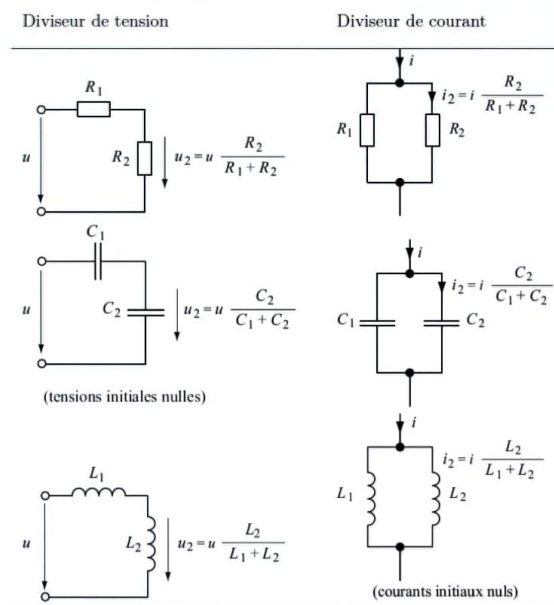 Diviseur de tension
Diviseur de courant
R₁
R₂
u
u₂ = u R₂ / (R₁ + R₂)
i
R₁
R₂
i₂ = i R₂ / (R₁ + R₂)
C₁
C₂
u
u₂ = u C₂ / (C₁ + C₂)
(tensions initiales nulles)
i
C₁
C₂
i₂ = i C₂ / (C₁ + C₂)
L₁
L₂
u
u₂ = u L₂ / (L₁ + L₂)
i
L₁
L₂
i₂ = i L₂ / (L₁ + L₂)
(courants initiaux nuls)